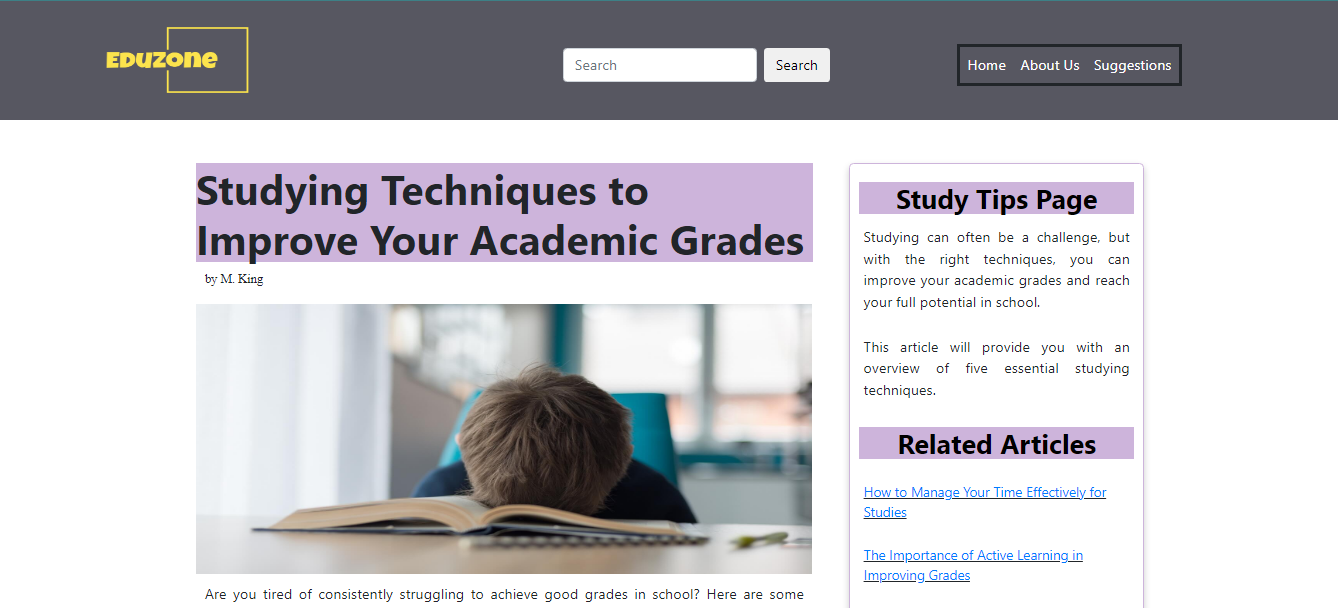 EDUZONE
Search
Search
Home About Us Suggestions
Studying Techniques to
Improve Your Academic Grades
by M. King
Are you tired of consistently struggling to achieve good grades in school? Here are some
Study Tips Page
Studying can often be a challenge, but
with the right techniques, you can
improve your academic grades and reach
your full potential in school.
This article will provide you with an
overview of five essential studying
techniques.
Related Articles
How to Manage Your Time Effectively for
Studies
The Importance of Active Learning in
Improving Grades